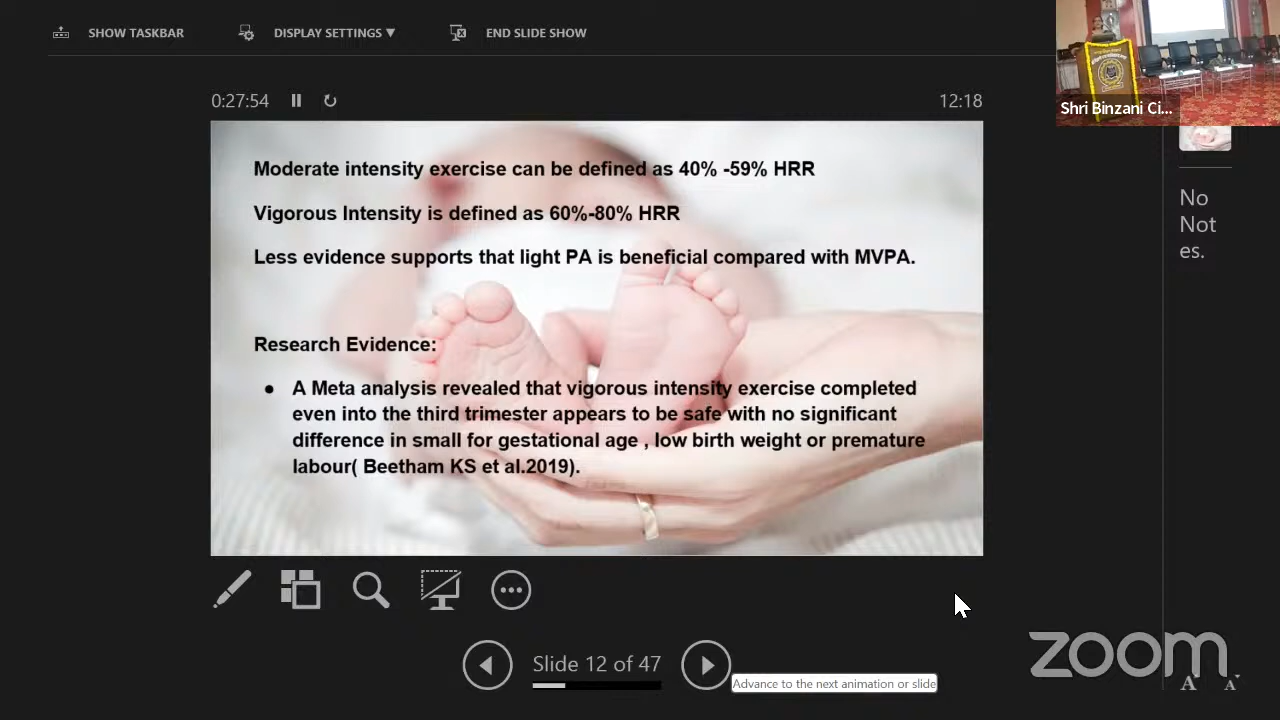 SHOW TASKBAR
DISPLAY SETTINGS ▼
END SLIDE SHOW
Shri Binzani Ci...
0:27:54
12:18
Moderate intensity exercise can be defined as 40% -59% HRR
Vigorous Intensity is defined as 60%-80% HRR
Less evidence supports that light PA is beneficial compared with MVPA.
Research Evidence:
● A Meta analysis revealed that vigorous intensity exercise completed
even into the third trimester appears to be safe with no significant
difference in small for gestational age , low birth weight or premature
labour( Beetham KS et al.2019).
No
Not
es.
Slide 12 of 47
Advance to the next animation or slide
zoom
A A